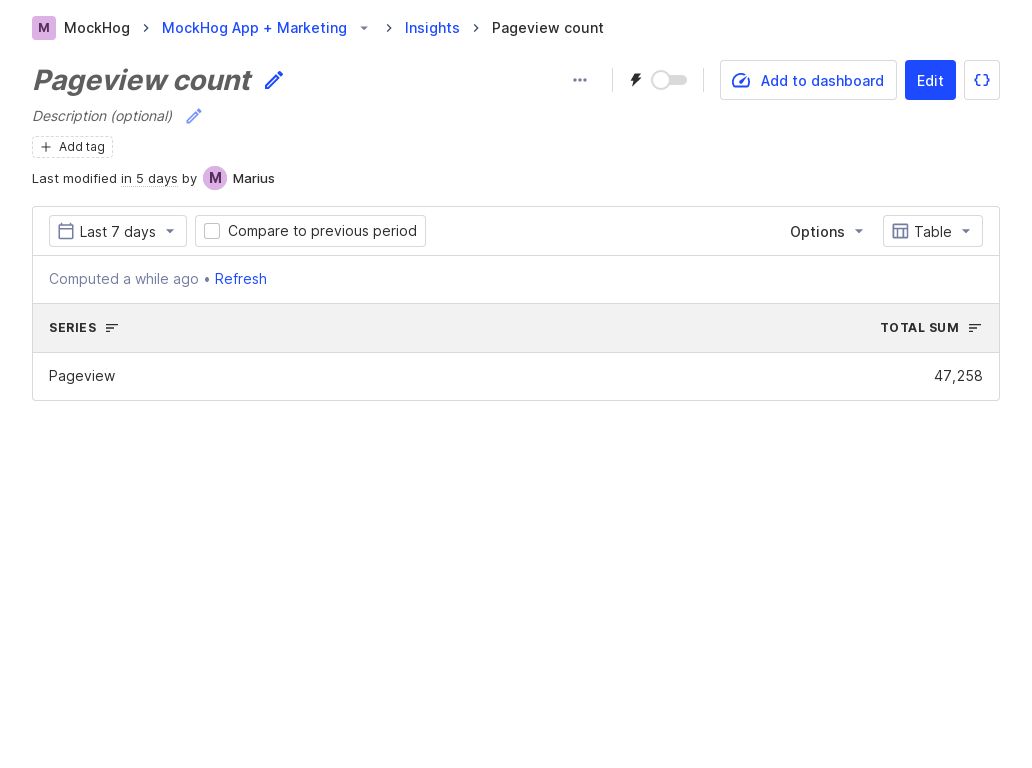 M MockHog MockHog App + Marketing Insights Pageview count
Pageview count
Add to dashboard Edit
Description (optional)
Add tag
Last modified in 5 days by M Marius
Last 7 days Compare to previous period Options Table
Computed a while ago • Refresh
SERIES TOTAL SUM
Pageview 47,258